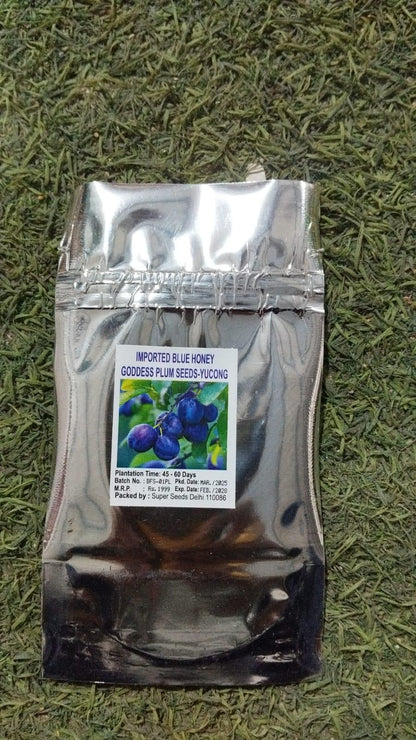 IMPORTED BLUE HONEY
GODDESS PLUM SEEDS-YUCONG
Plantation Time: 45 - 60 Days
Batch No. : BFS-01PL Pkd. Date: MAR./2025
M.R.P. : Rs. 1999 Exp. Date: FEB./2028
Packed by : Super Seeds Delhi 110086